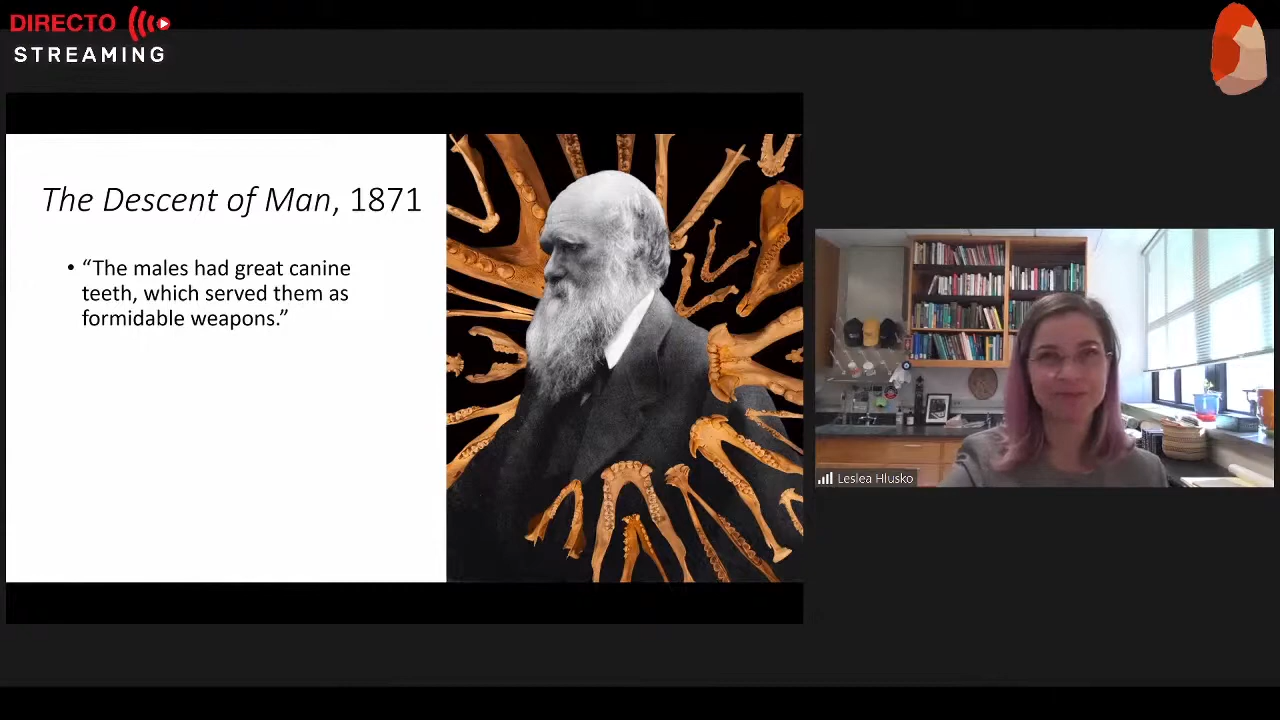 DIRECTO
STREAMING
The Descent of Man, 1871
• “The males had great canine
teeth, which served them as
formidable weapons.”
Leslea Hlusko